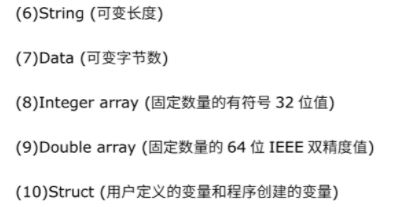 (6)String (可变长度)
(7)Data (可变字节数)
(8)Integer array (固定数量的有符号 32 位值)
(9)Double array (固定数量的 64 位 IEEE 双精度值)
(10)Struct (用户定义的变量和程序创建的变量)